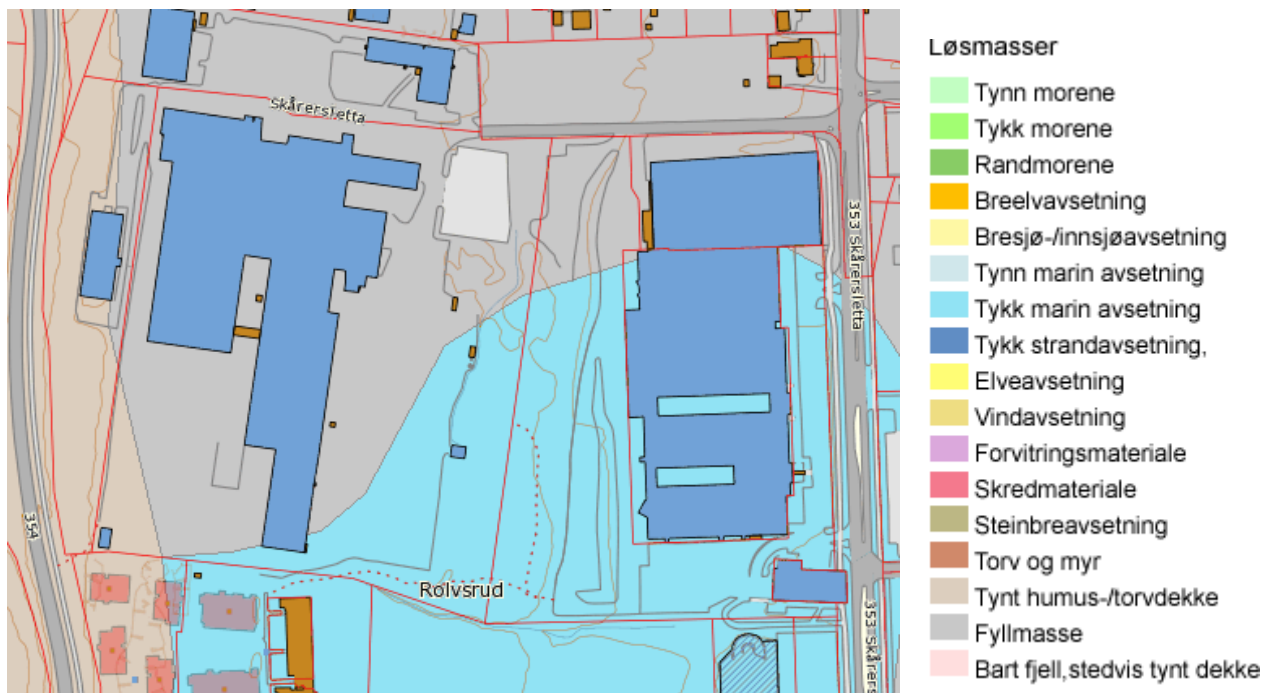 Skårersletta
353 Skårersletta
354
Rolvsrud
353 Skårers
Løsmasser
Tynn morene
Tykk morene
Randmorene
Breelvavsetning
Bresjø-/innsjøavsetning
Tynn marin avsetning
Tykk marin avsetning
Tykk strandavsetning,
Elveavsetning
Vindavsetning
Forvitringsmateriale
Skredmateriale
Steinbreavsetning
Torv og myr
Tynt humus-/torvdekke
Fyllmasse
Bart fjell,stedvis tynt dekke